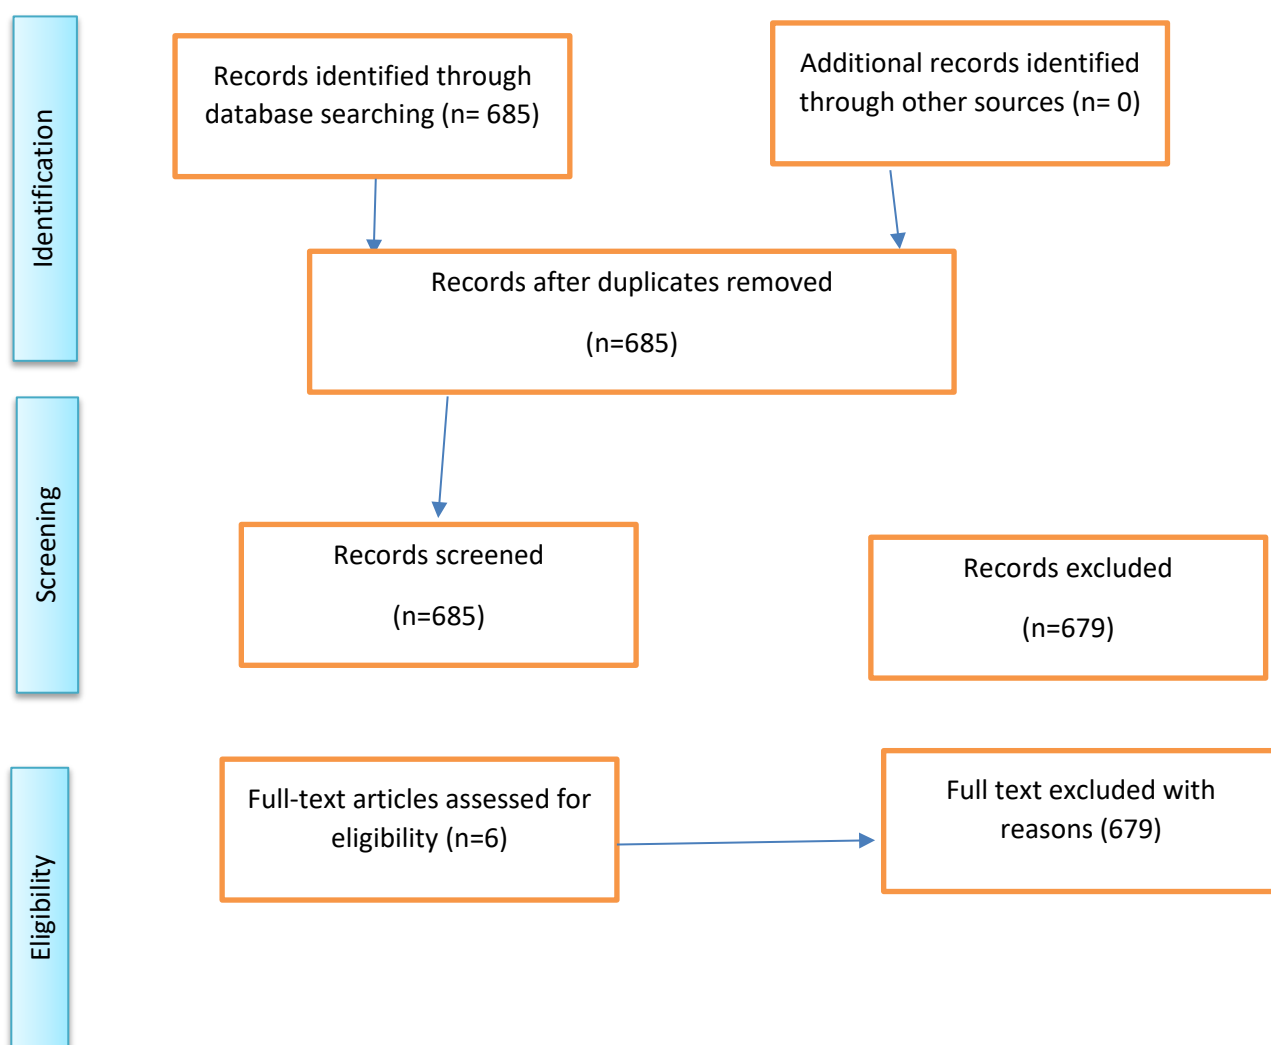 Identification
Records identified through
database searching (n= 685)
Additional records identified
through other sources (n= 0)
Records after duplicates removed
(n=685)
Screening
Records screened
(n=685)
Records excluded
(n=679)
Eligibility
Full-text articles assessed for
eligibility (n=6)
Full text excluded with
reasons (679)